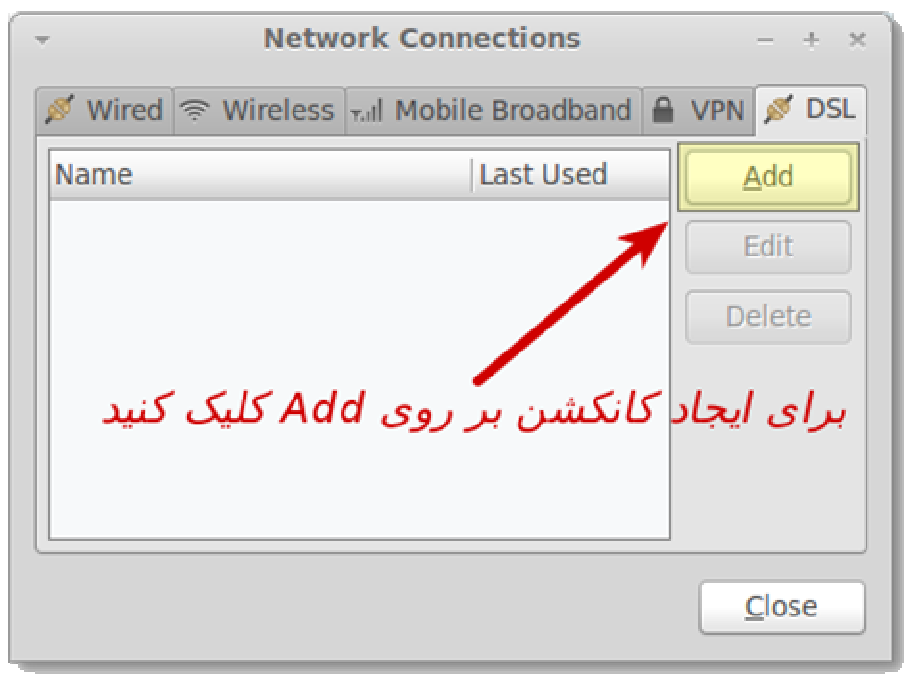 Network Connections
Wired Wireless Mobile Broadband VPN DSL
Name Last Used Add
Edit
Delete
برای ایجاد کانکشن بر روی Add کلیک کنید
Close